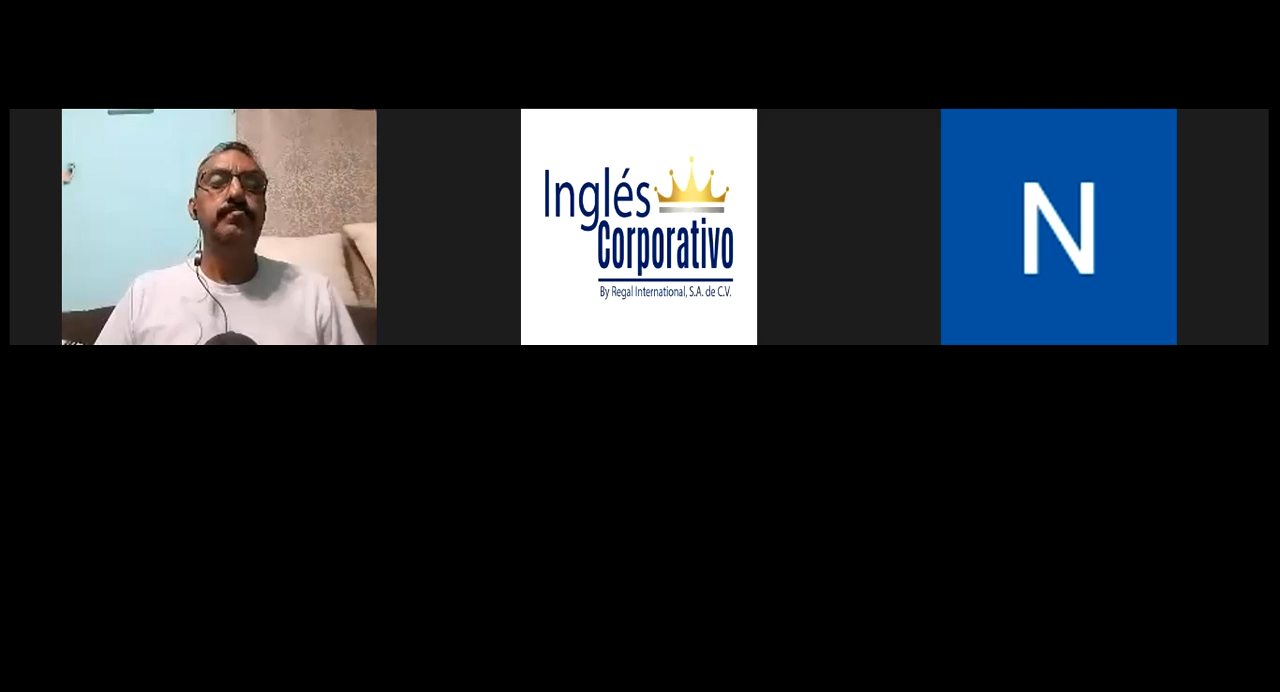 Inglés
Corporativo
By Regal International, S.A. de C.V.
N